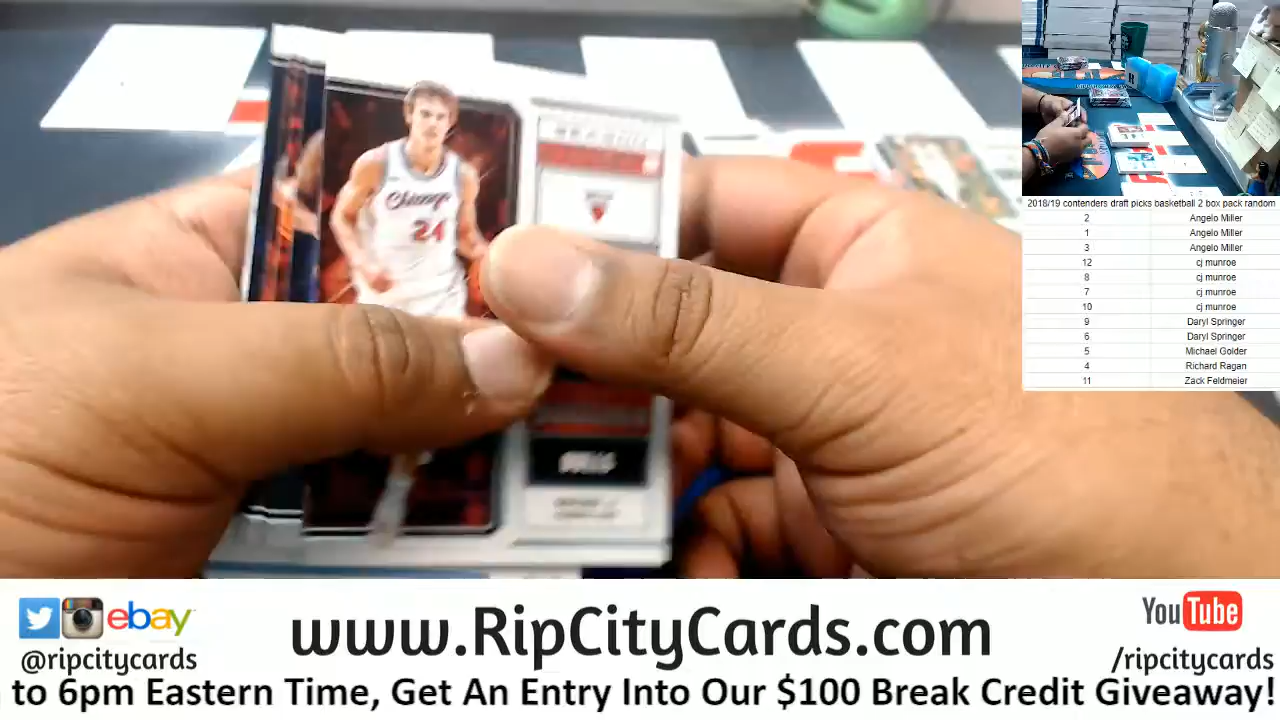 Chicago
24
2018/19 contenders draft picks basketball 2 box pack random
2 Angelo Miller
1 Angelo Miller
3 Angelo Miller
12 cj munroe
8 cj munroe
7 cj munroe
10 cj munroe
9 Daryl Springer
6 Daryl Springer
5 Michael Golder
4 Richard Ragan
11 Zack Feldmeier
ebay
@ripcitycards
www.RipCityCards.com
YouTube
/ripcitycards
to 6pm Eastern Time, Get An Entry Into Our $100 Break Credit Giveaway!